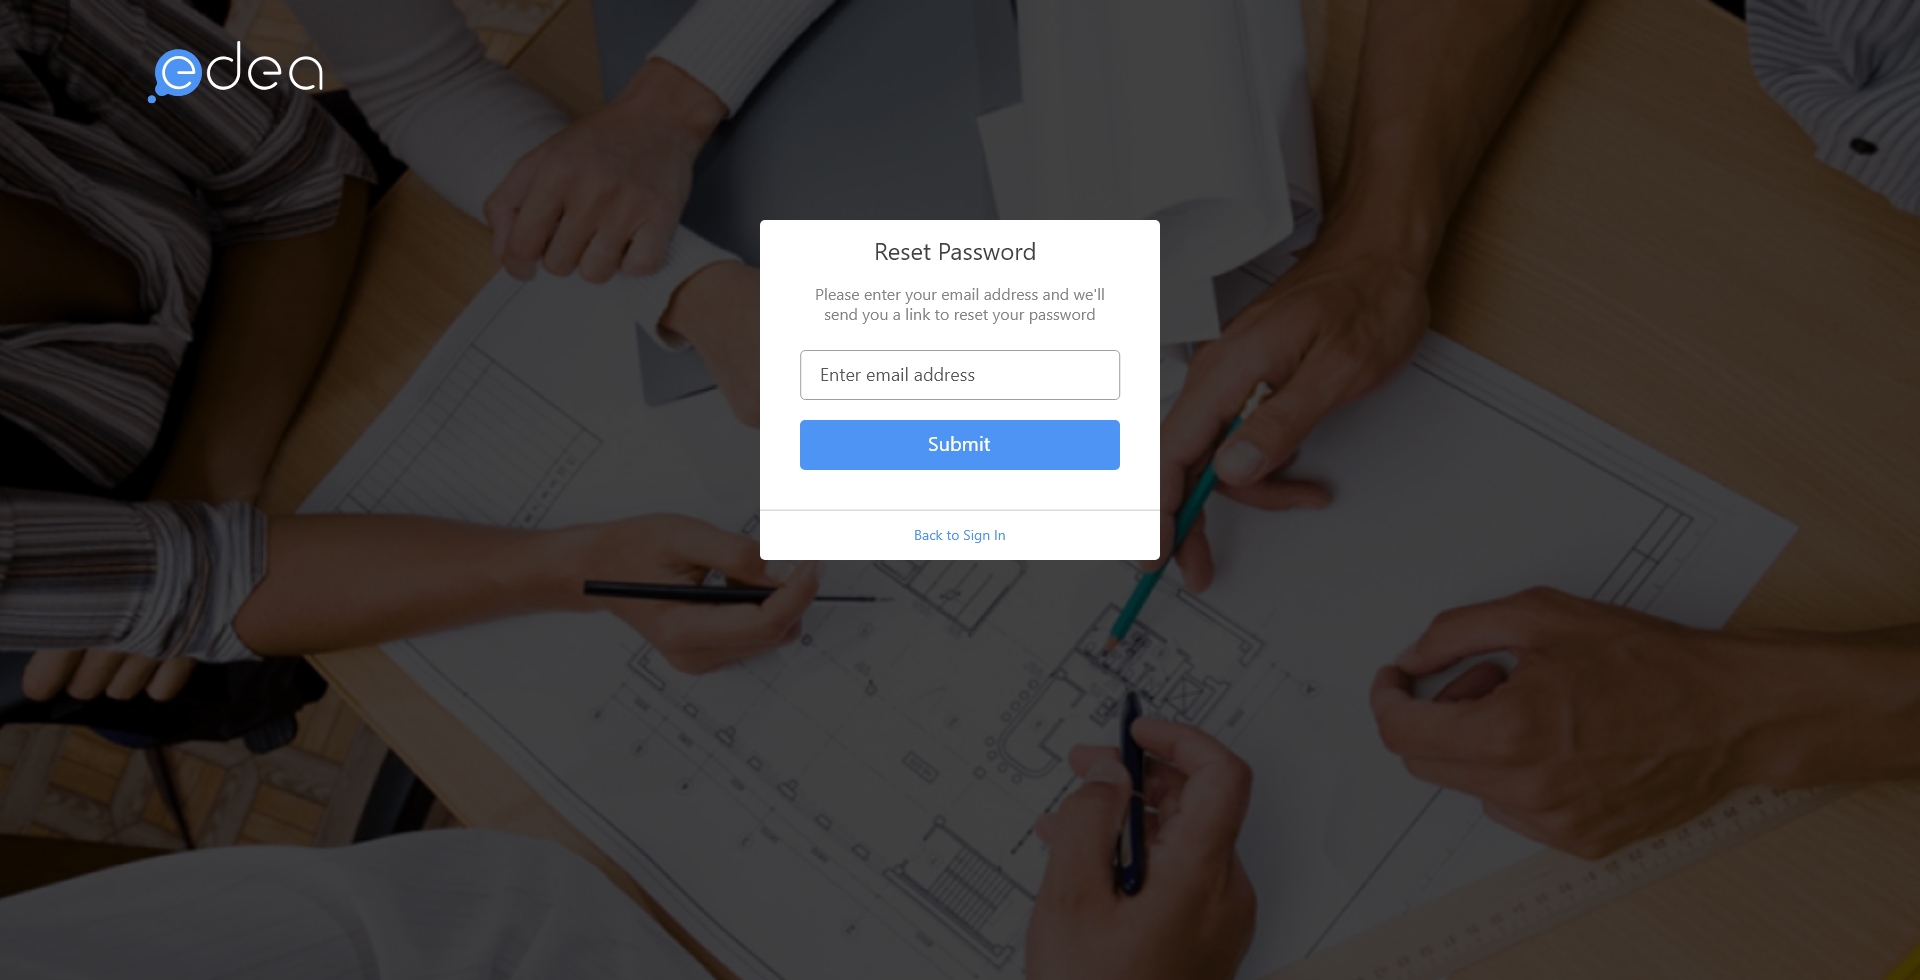 edea
Reset Password
Please enter your email address and we'll
send you a link to reset your password
Enter email address
Submit
Back to Sign In